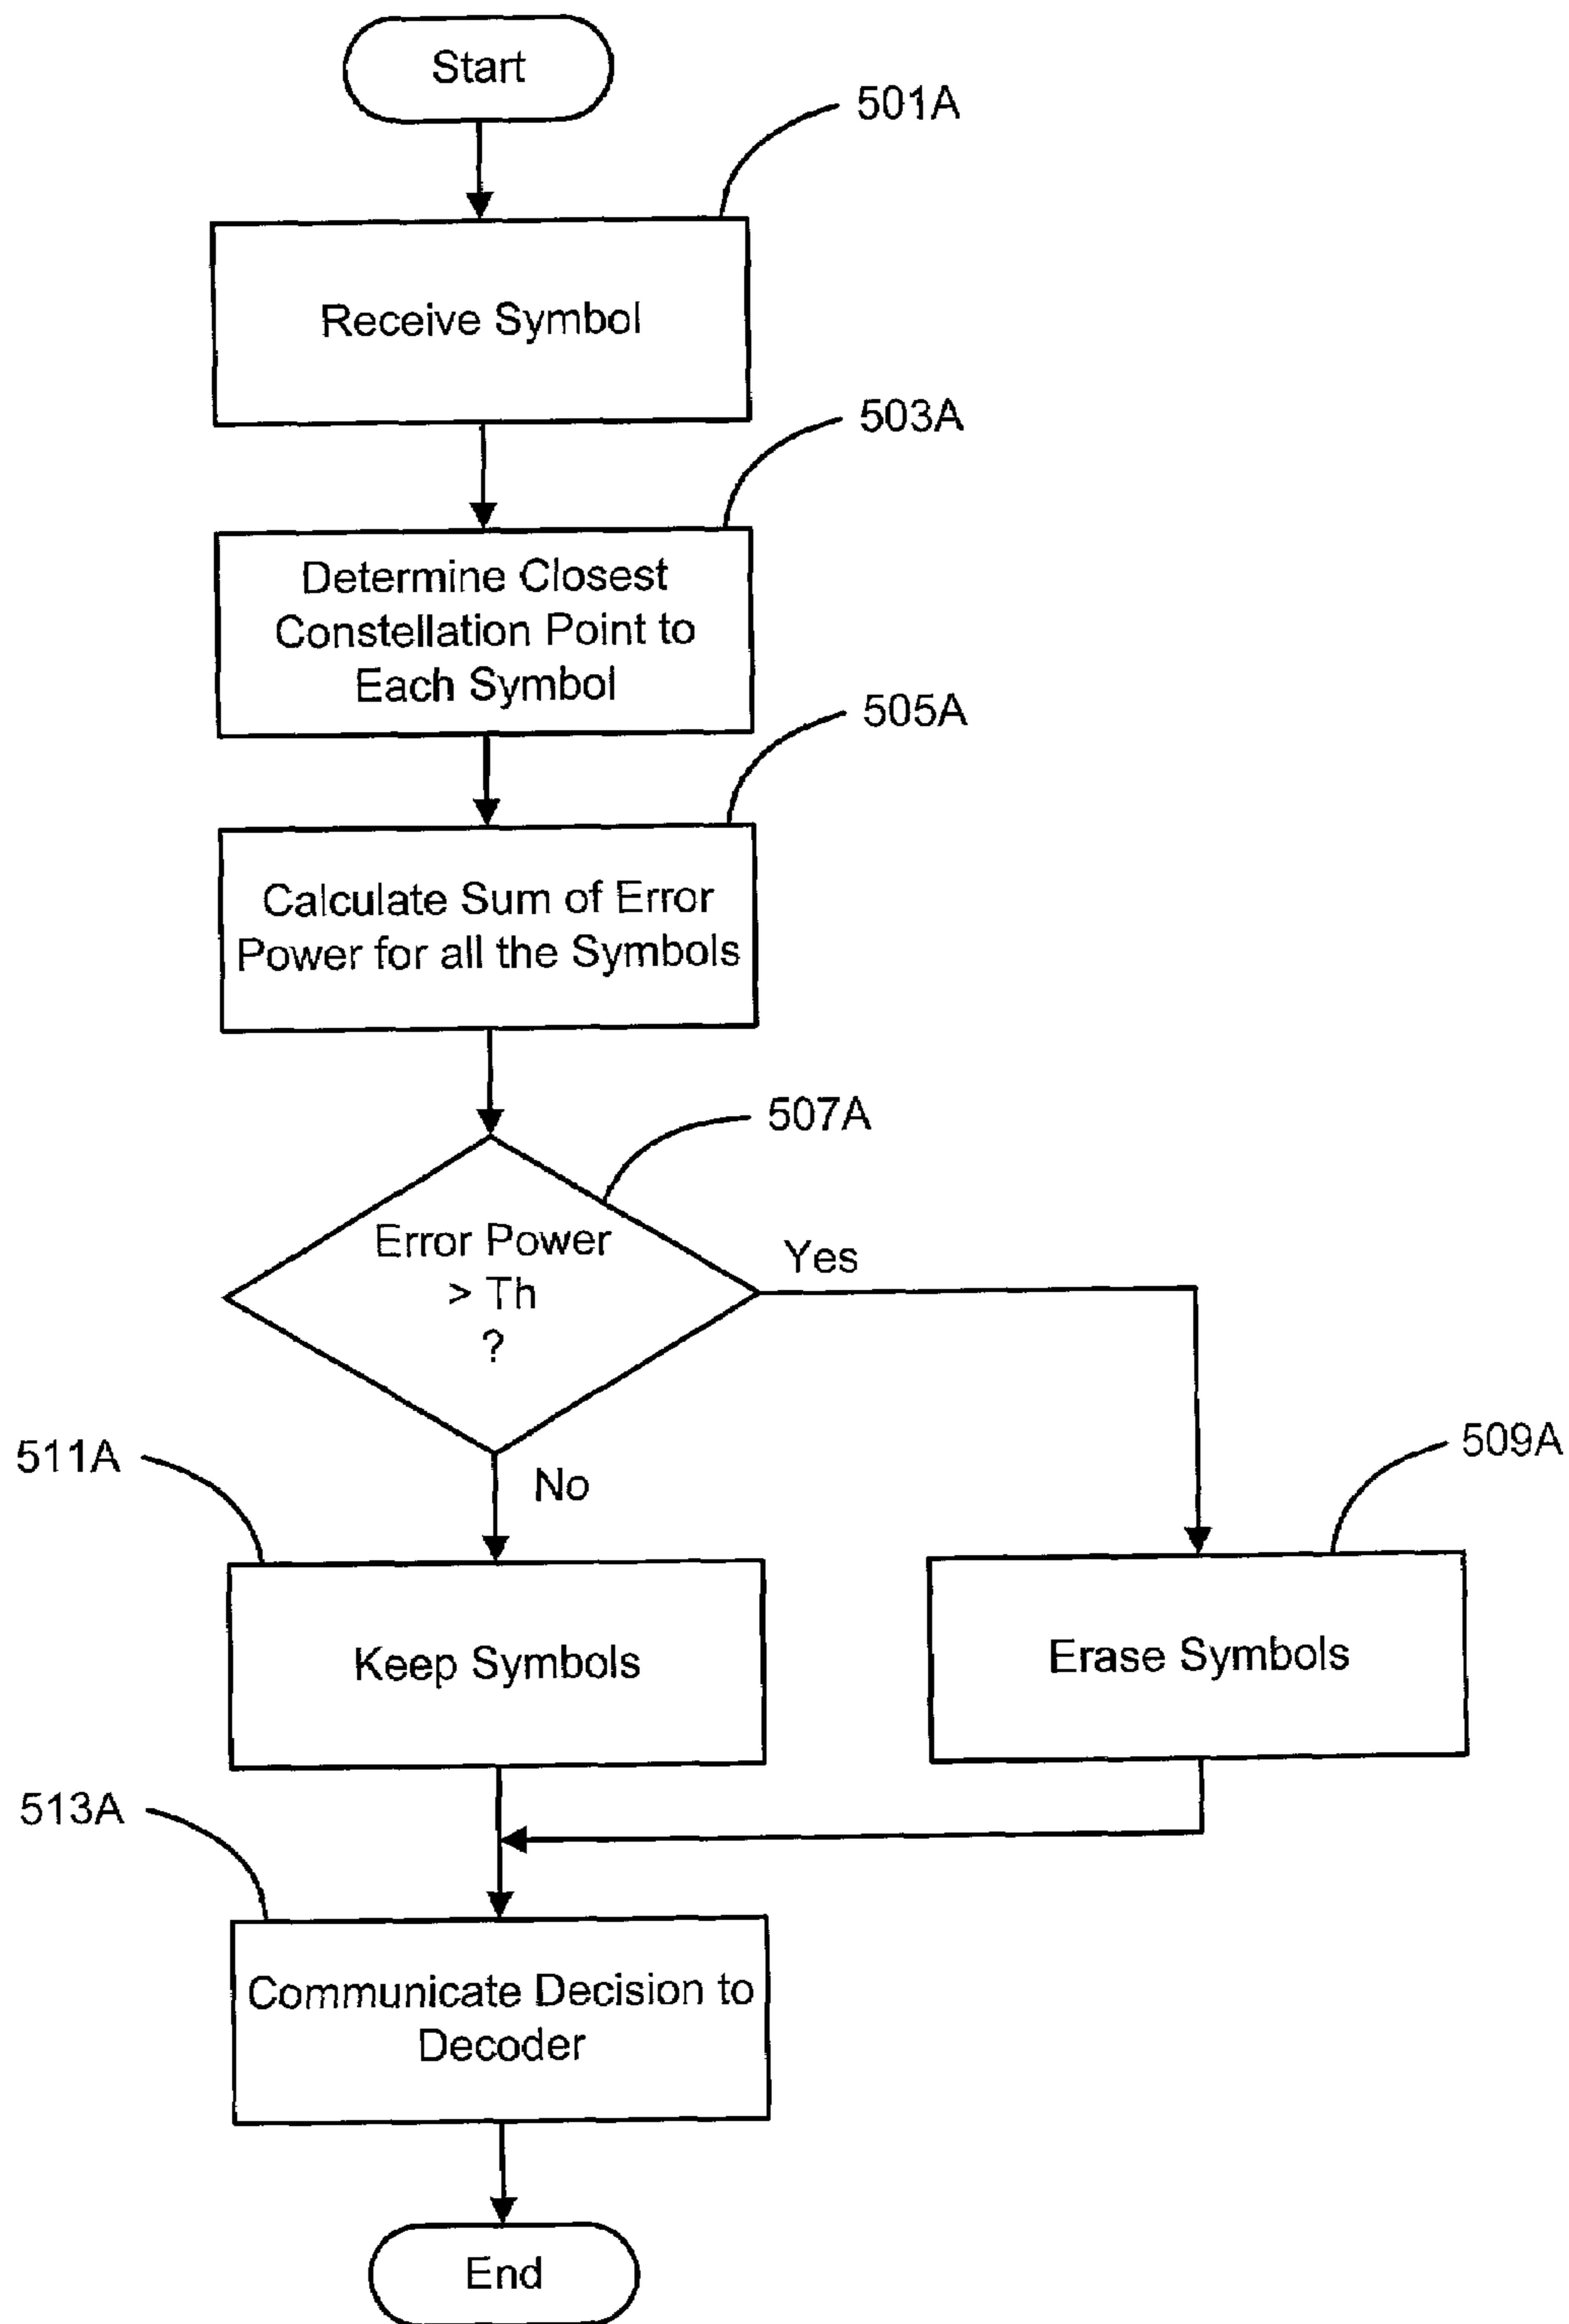 Start
501A
Receive Symbol
503A
Determine Closest
Constellation Point to
Each Symbol
505A
Calculate Sum of Error
Power for all the Symbols
507A
Error Power
> Th
?
Yes
No
511A
509A
Keep Symbols
Erase Symbols
513A
Communicate Decision to
Decoder
End